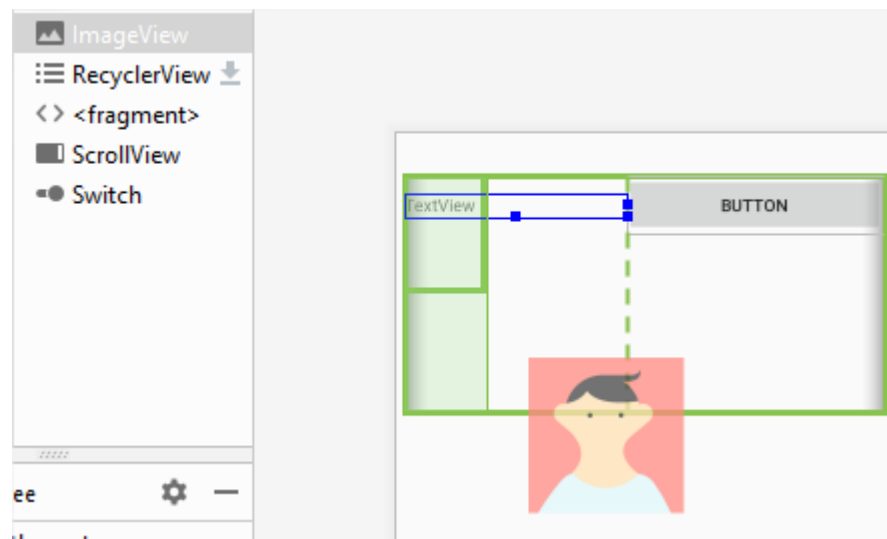 ImageView
RecyclerView
<fragment>
ScrollView
Switch
TextView
BUTTON
ee